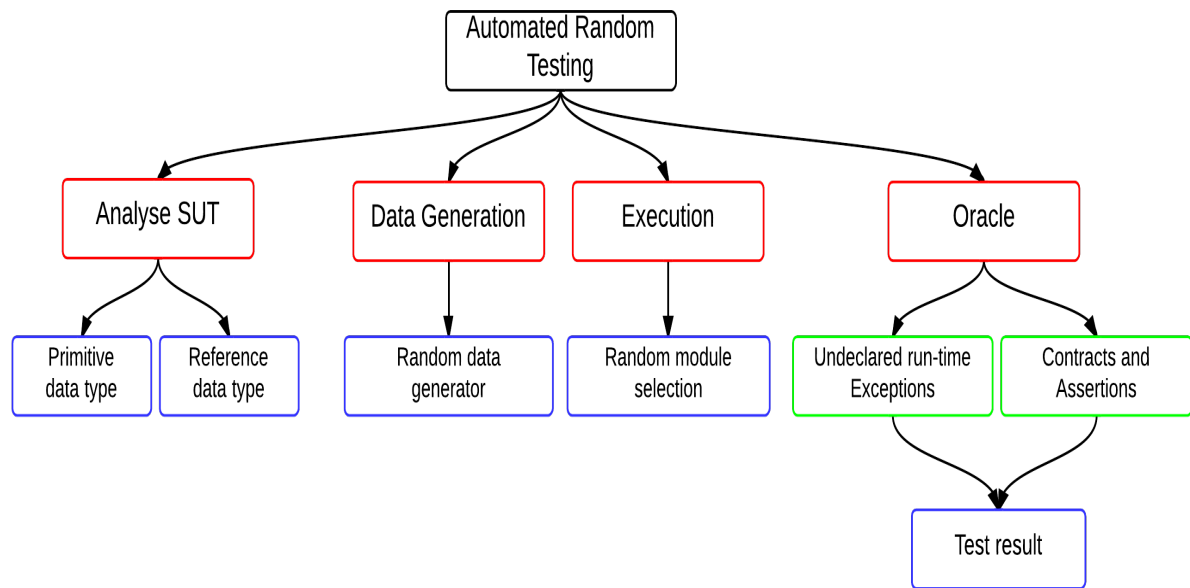 Automated Random
Testing
Analyse SUT
Data Generation
Execution
Oracle
Primitive
data type
Reference
data type
Random data
generator
Random module
selection
Undeclared run-time
Exceptions
Contracts and
Assertions
Test result